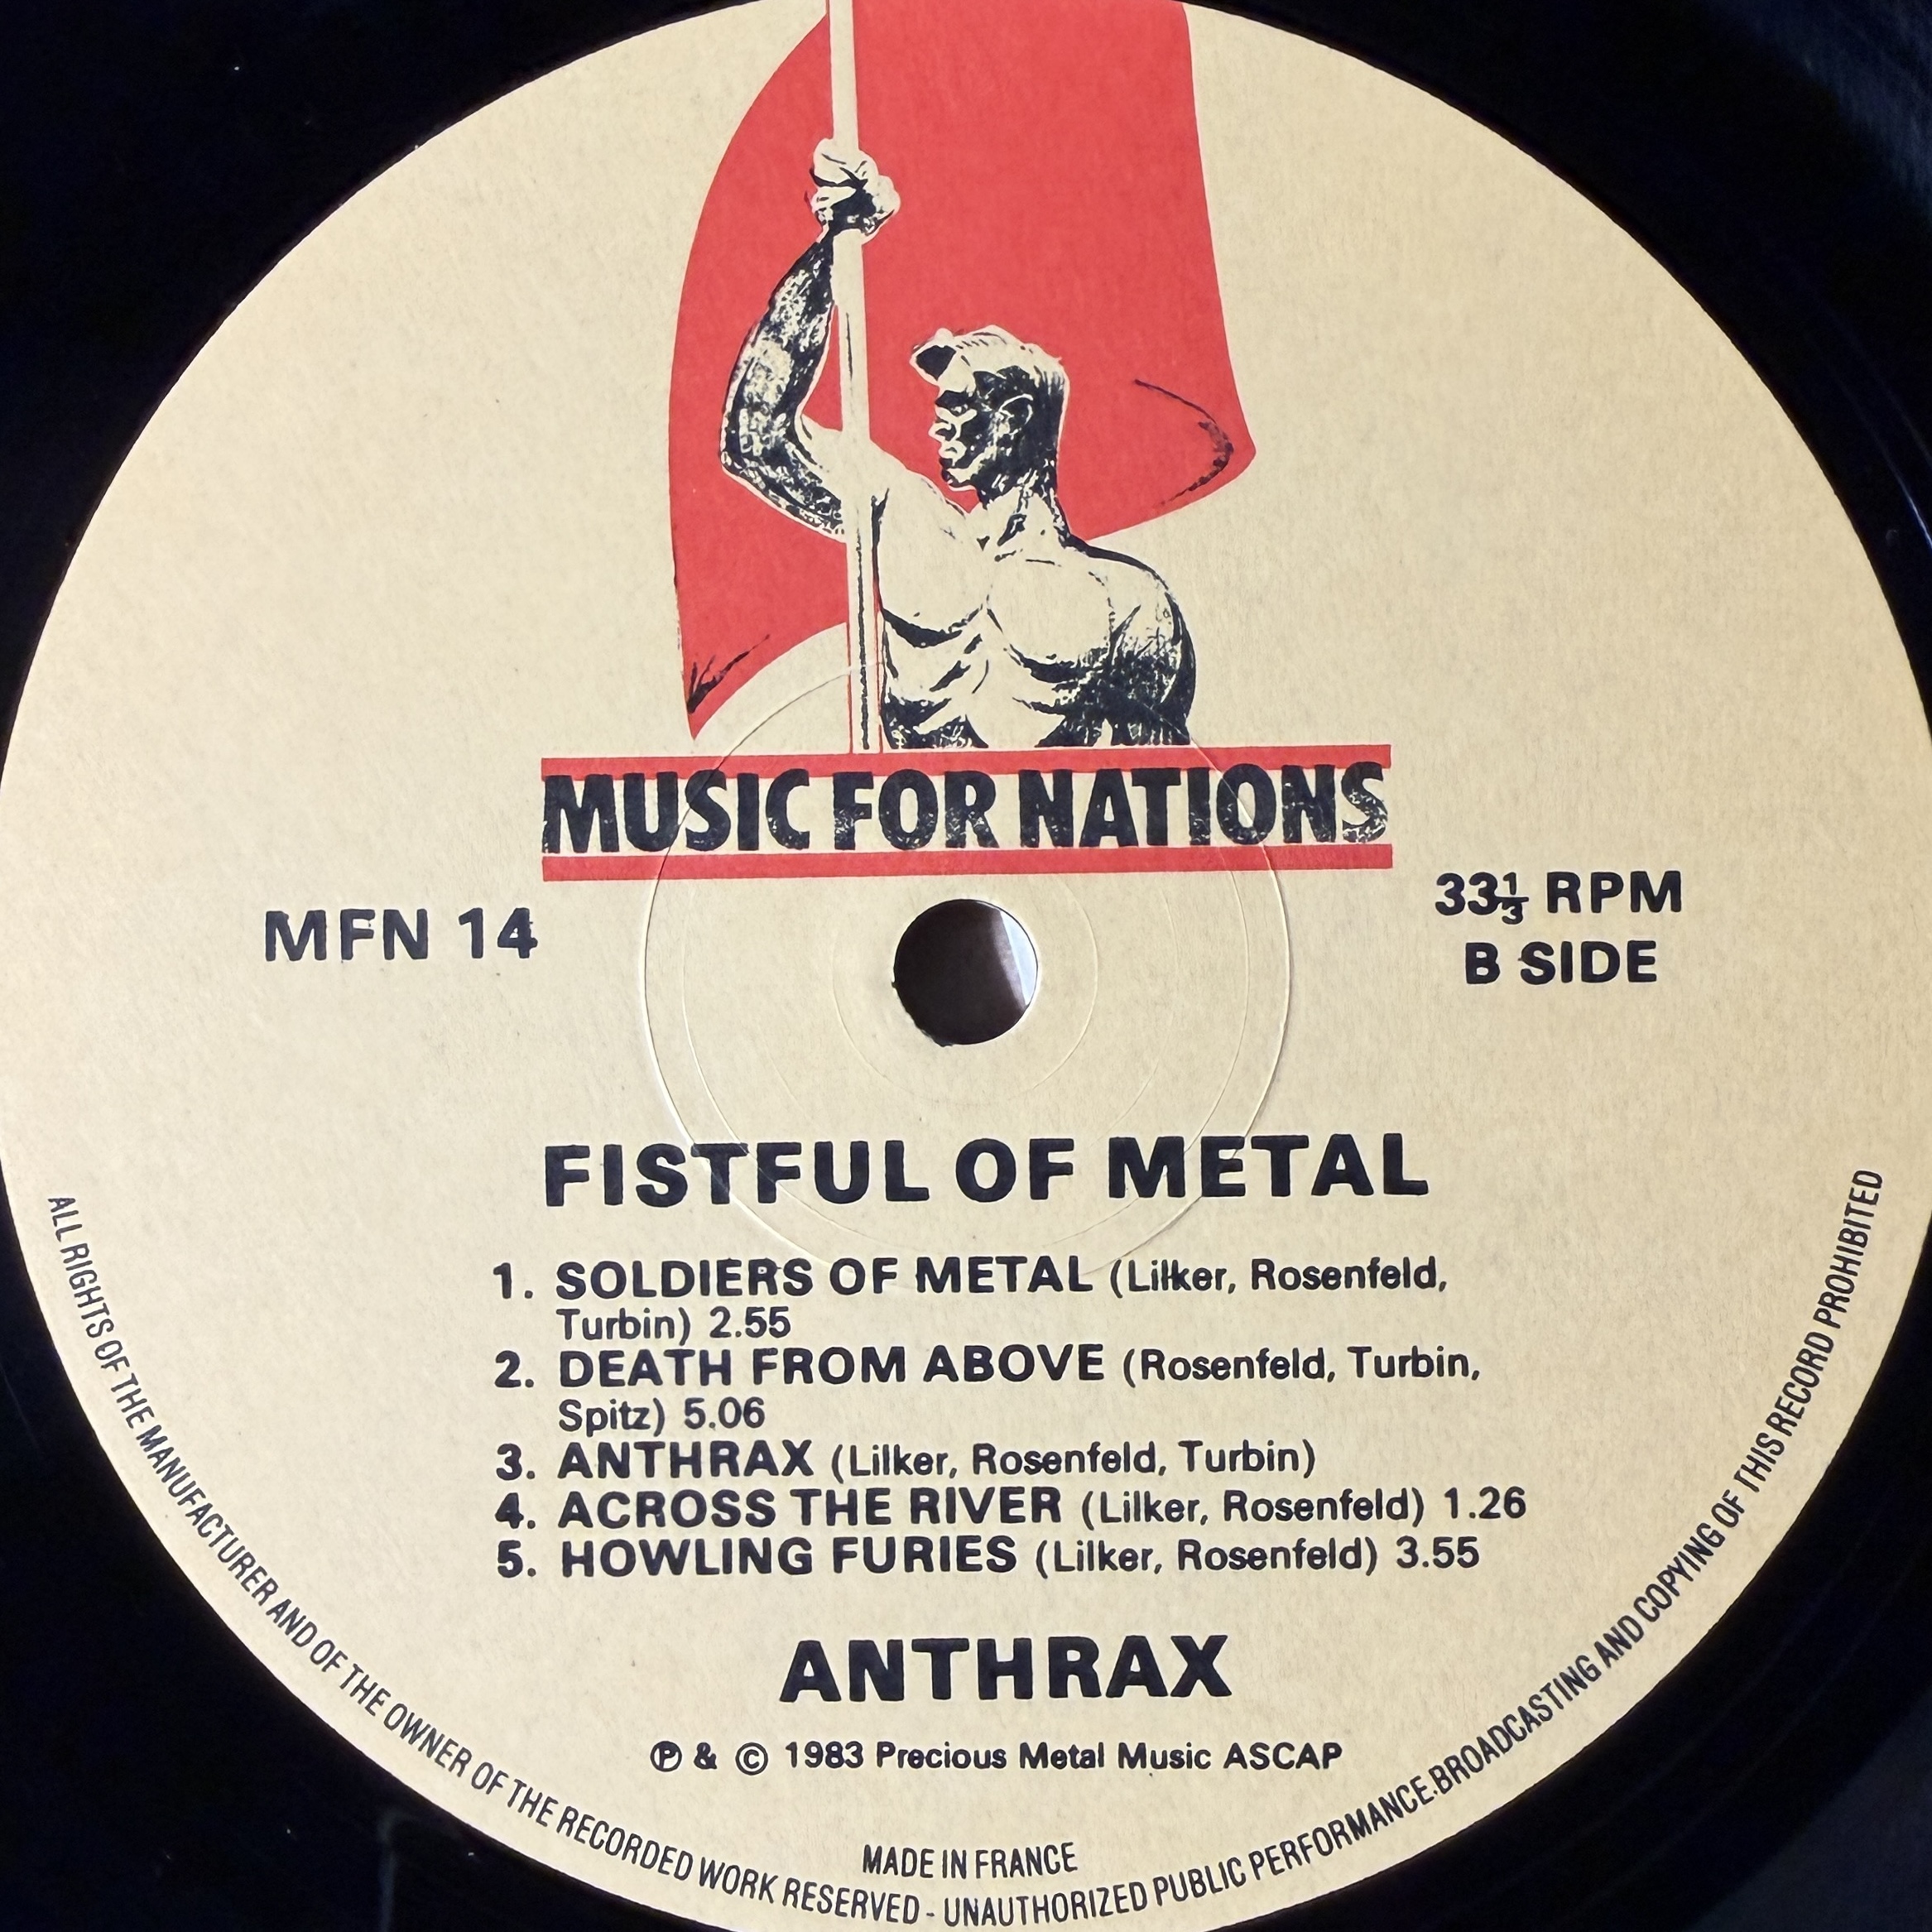 MUSIC FOR NATIONS
MFN 14
33⅓ RPM
B SIDE
FISTFUL OF METAL
1. SOLDIERS OF METAL (Lilker, Rosenfeld,
Turbin) 2.55
2. DEATH FROM ABOVE (Rosenfeld, Turbin,
Spitz) 5.06
3. ANTHRAX (Lilker, Rosenfeld, Turbin)
4. ACROSS THE RIVER (Lilker, Rosenfeld) 1.26
5. HOWLING FURIES (Lilker, Rosenfeld) 3.55
ANTHRAX
℗ & © 1983 Precious Metal Music ASCAP
MADE IN FRANCE
ALL RIGHTS OF THE MANUFACTURER AND OF THE OWNER OF THE RECORDED WORK RESERVED - UNAUTHORIZED PUBLIC PERFORMANCE.BROADCASTING AND COPYING OF THIS RECORD PROHIBITED